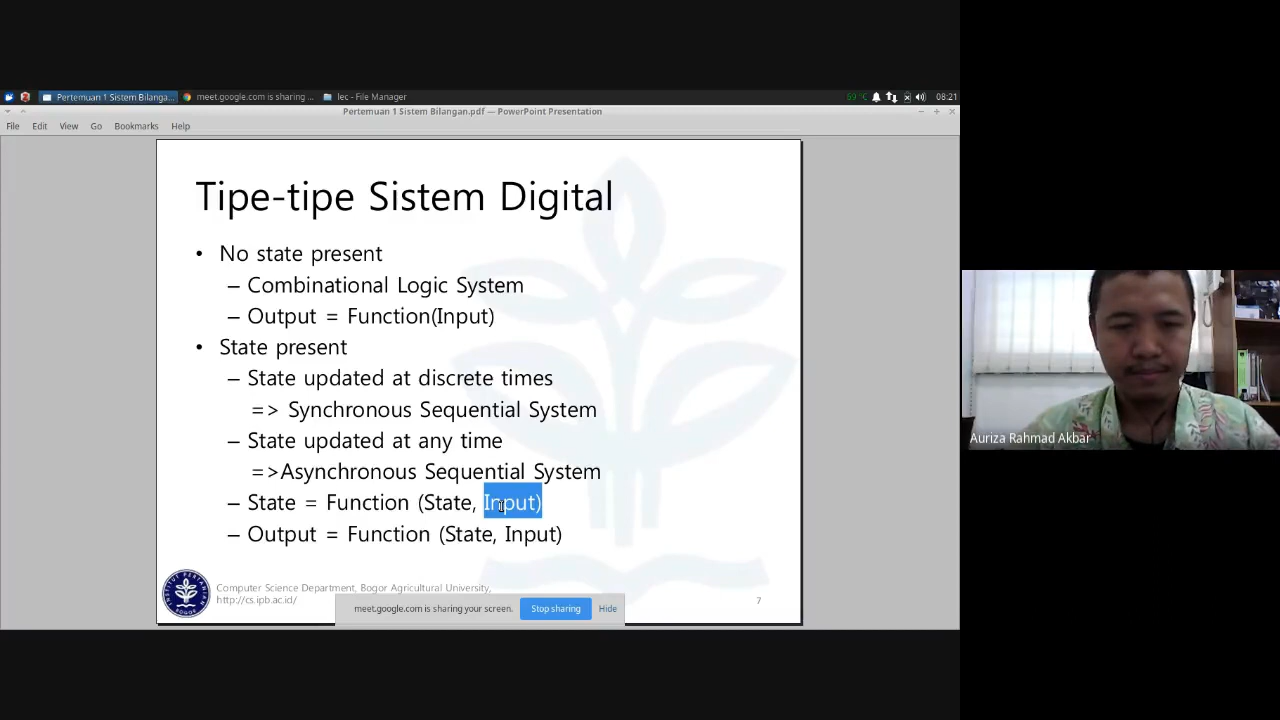 Pertemuan 1 Sistem Bilanga...
meet.google.com is sharing ...
lec - File Manager
08:21
Pertemuan 1 Sistem Bilangan.pdf — PowerPoint Presentation
File Edit View Go Bookmarks Help
Tipe-tipe Sistem Digital
• No state present
– Combinational Logic System
– Output = Function(Input)
• State present
– State updated at discrete times
=> Synchronous Sequential System
– State updated at any time
=>Asynchronous Sequential System
– State = Function (State, Input)
– Output = Function (State, Input)
Computer Science Department, Bogor Agricultural University,
http://cs.ipb.ac.id/
7
meet.google.com is sharing your screen.
Stop sharing
Hide
Auriza Rahmad Akbar